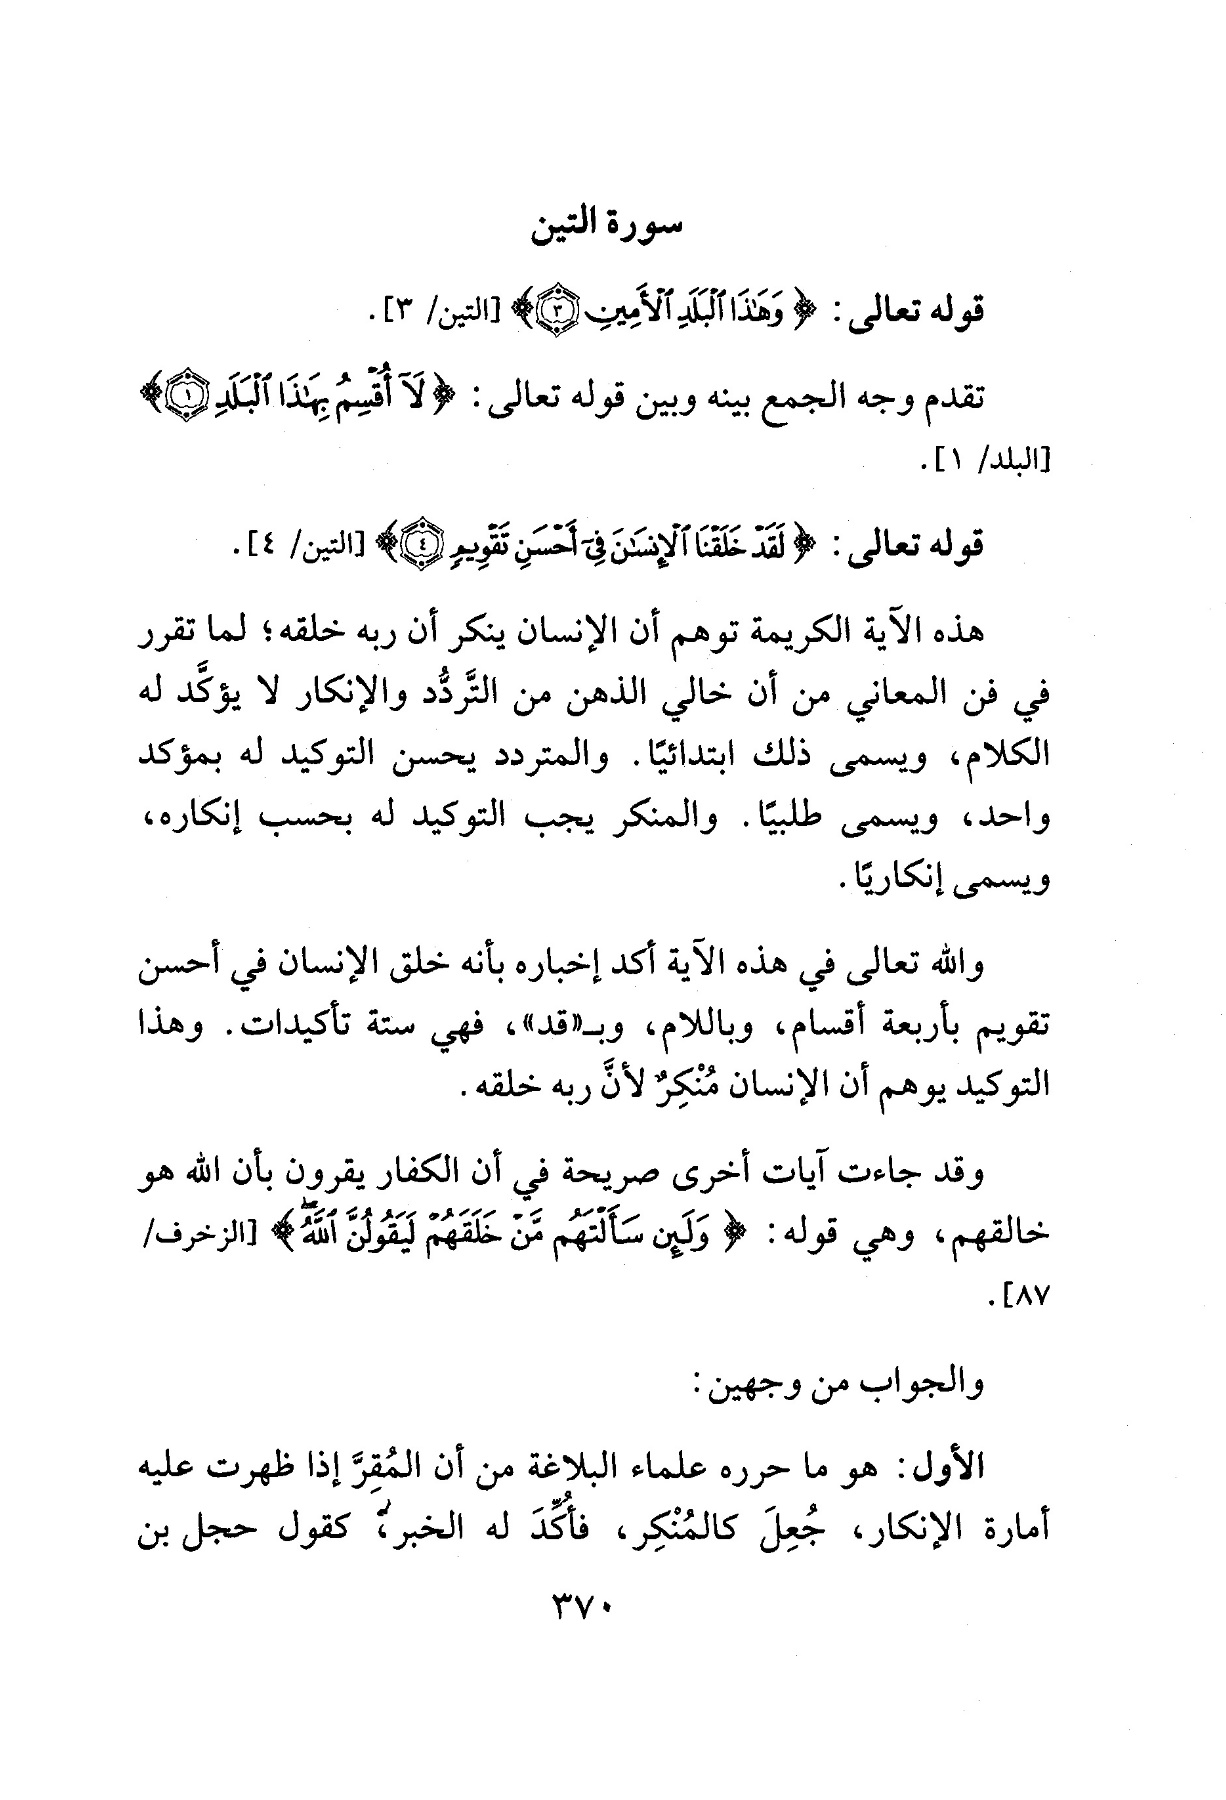 سورة التين
قوله تعالى: ﴿وَهَٰذَا ٱلْبَلَدِ ٱلْأَمِينِ ٣﴾ [التين/ ٣].
تقدم وجه الجمع بينه وبين قوله تعالى: ﴿لَآ أُقْسِمُ بِهَٰذَا ٱلْبَلَدِ ١﴾
[البلد/ ١].
قوله تعالى: ﴿لَقَدْ خَلَقْنَا ٱلْإِنسَٰنَ فِىٓ أَحْسَنِ تَقْوِيمٍ ٤﴾ [التين/ ٤].
هذه الآية الكريمة توهم أن الإنسان ينكر أن ربه خلقه؛ لما تقرر
في فن المعاني من أن خالي الذهن من التَّردُّد والإنكار لا يؤكَّد له
الكلام، ويسمى ذلك ابتدائيًا. والمتردد يحسن التوكيد له بمؤكد
واحد، ويسمى طلبيًا. والمنكر يجب التوكيد له بحسب إنكاره،
ويسمى إنكاريًا.
والله تعالى في هذه الآية أكد إخباره بأنه خلق الإنسان في أحسن
تقويم بأربعة أقسام، وباللام، وبـ«قد»، فهي ستة تأكيدات. وهذا
التوكيد يوهم أن الإنسان مُنْكِرٌ لأنَّ ربه خلقه.
وقد جاءت آيات أخرى صريحة في أن الكفار يقرون بأن الله هو
خالقهم، وهي قوله: ﴿وَلَئِن سَأَلْتَهُم مَّنْ خَلَقَهُمْ لَيَقُولُنَّ ٱللَّهُۖ﴾ [الزخرف/
٨٧].
والجواب من وجهين:
الأول: هو ما حرره علماء البلاغة من أن المُقِرَّ إذا ظهرت عليه
أمارة الإنكار، جُعِلَ كالمُنْكِر، فأُكِّدَ له الخبر، كقول حجل بن
٣٧٠